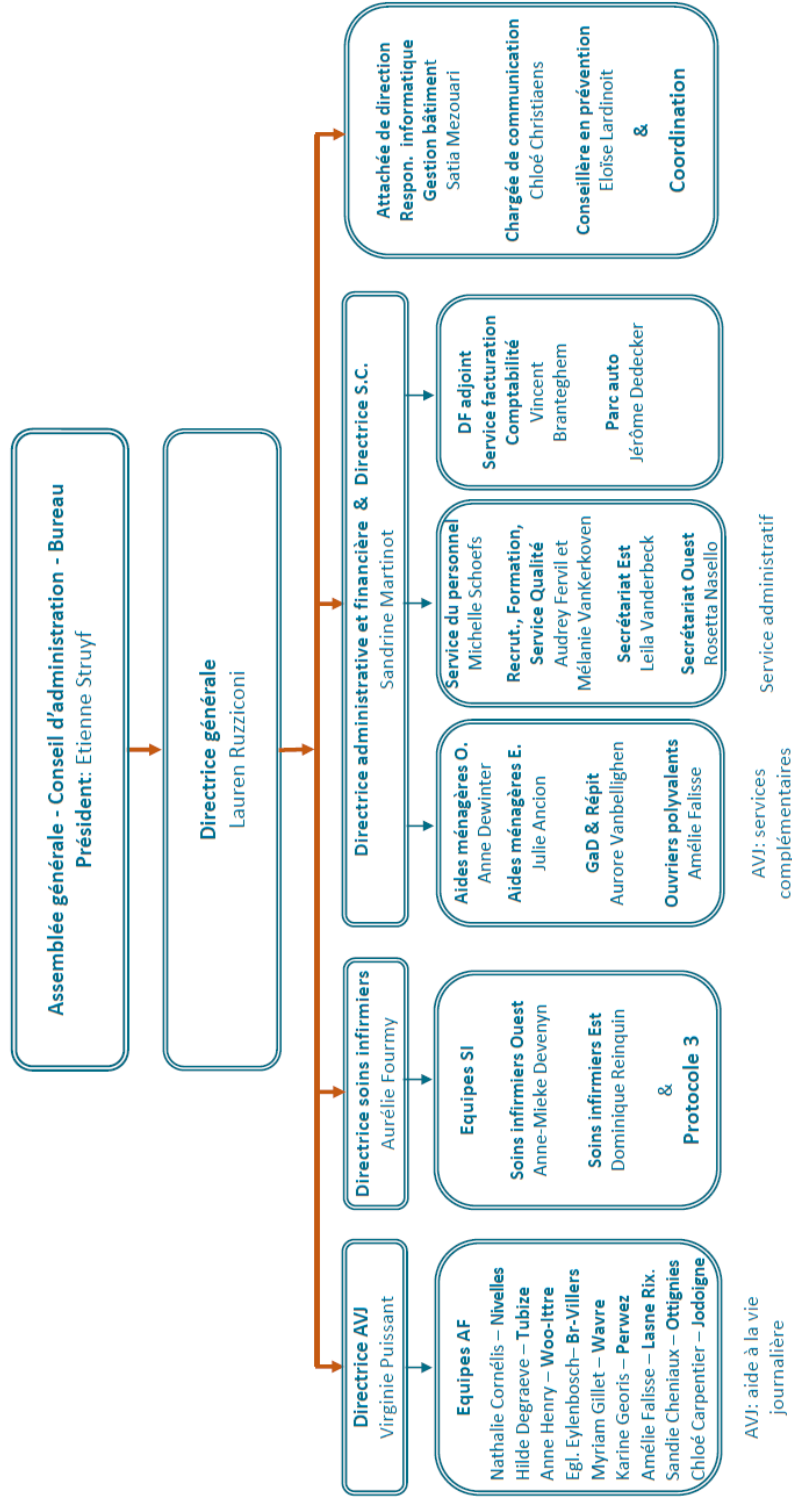 Assemblée générale - Conseil d'administration - Bureau
Président: Etienne Struyf
Directrice générale
Lauren Ruzziconi
Directrice AVJ
Virginie Puissant
Directrice soins infirmiers
Aurélie Fourmy
Directrice administrative et financière & Directrice S.C.
Sandrine Martinot
Attachée de direction
Respon. informatique
Gestion bâtiment
Satia Mezouari
Chargée de communication
Chloé Christiaens
Conseillère en prévention
Eloïse Lardinoit
&
Coordination
Equipes AF
Nathalie Cornélis – Nivelles
Hilde Degraeve – Tubize
Anne Henry – Woo-Ittre
Egl. Eylenbosch– Br-Villers
Myriam Gillet – Wavre
Karine Georis – Perwez
Amélie Falisse – Lasne Rix.
Sandie Cheniaux – Ottignies
Chloé Carpentier – Jodoigne
Equipes SI
Soins infirmiers Ouest
Anne-Mieke Devenyn
Soins infirmiers Est
Dominique Reinquin
&
Protocole 3
Aides ménagères O.
Anne Dewinter
Aides ménagères E.
Julie Ancion
GaD & Répit
Aurore Vanbellighen
Ouvriers polyvalents
Amélie Falisse
Service du personnel
Michelle Schoefs
Recrut., Formation,
Service Qualité
Audrey Fervil et
Mélanie VanKerkoven
Secrétariat Est
Leila Vanderbeck
Secrétariat Ouest
Rosetta Nasello
DF adjoint
Service facturation
Comptabilité
Vincent
Branteghem
Parc auto
Jérôme Dedecker
AVJ: aide à la vie
journalière
AVJ: services
complémentaires
Service administratif